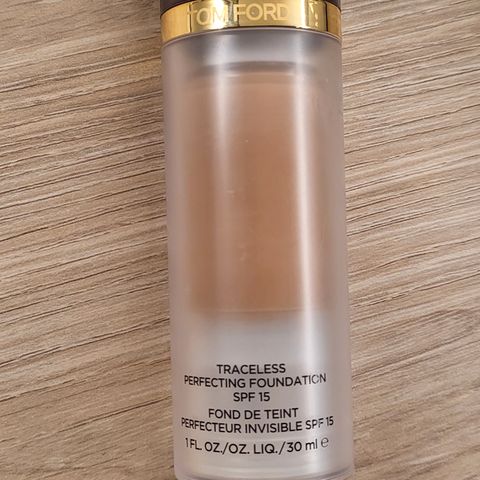 TOM FORD
TRACELESS
PERFECTING FOUNDATION
SPF 15
FOND DE TEINT
PERFECTEUR INVISIBLE SPF 15
1 FL. OZ./OZ. LIQ./30 ml ℮